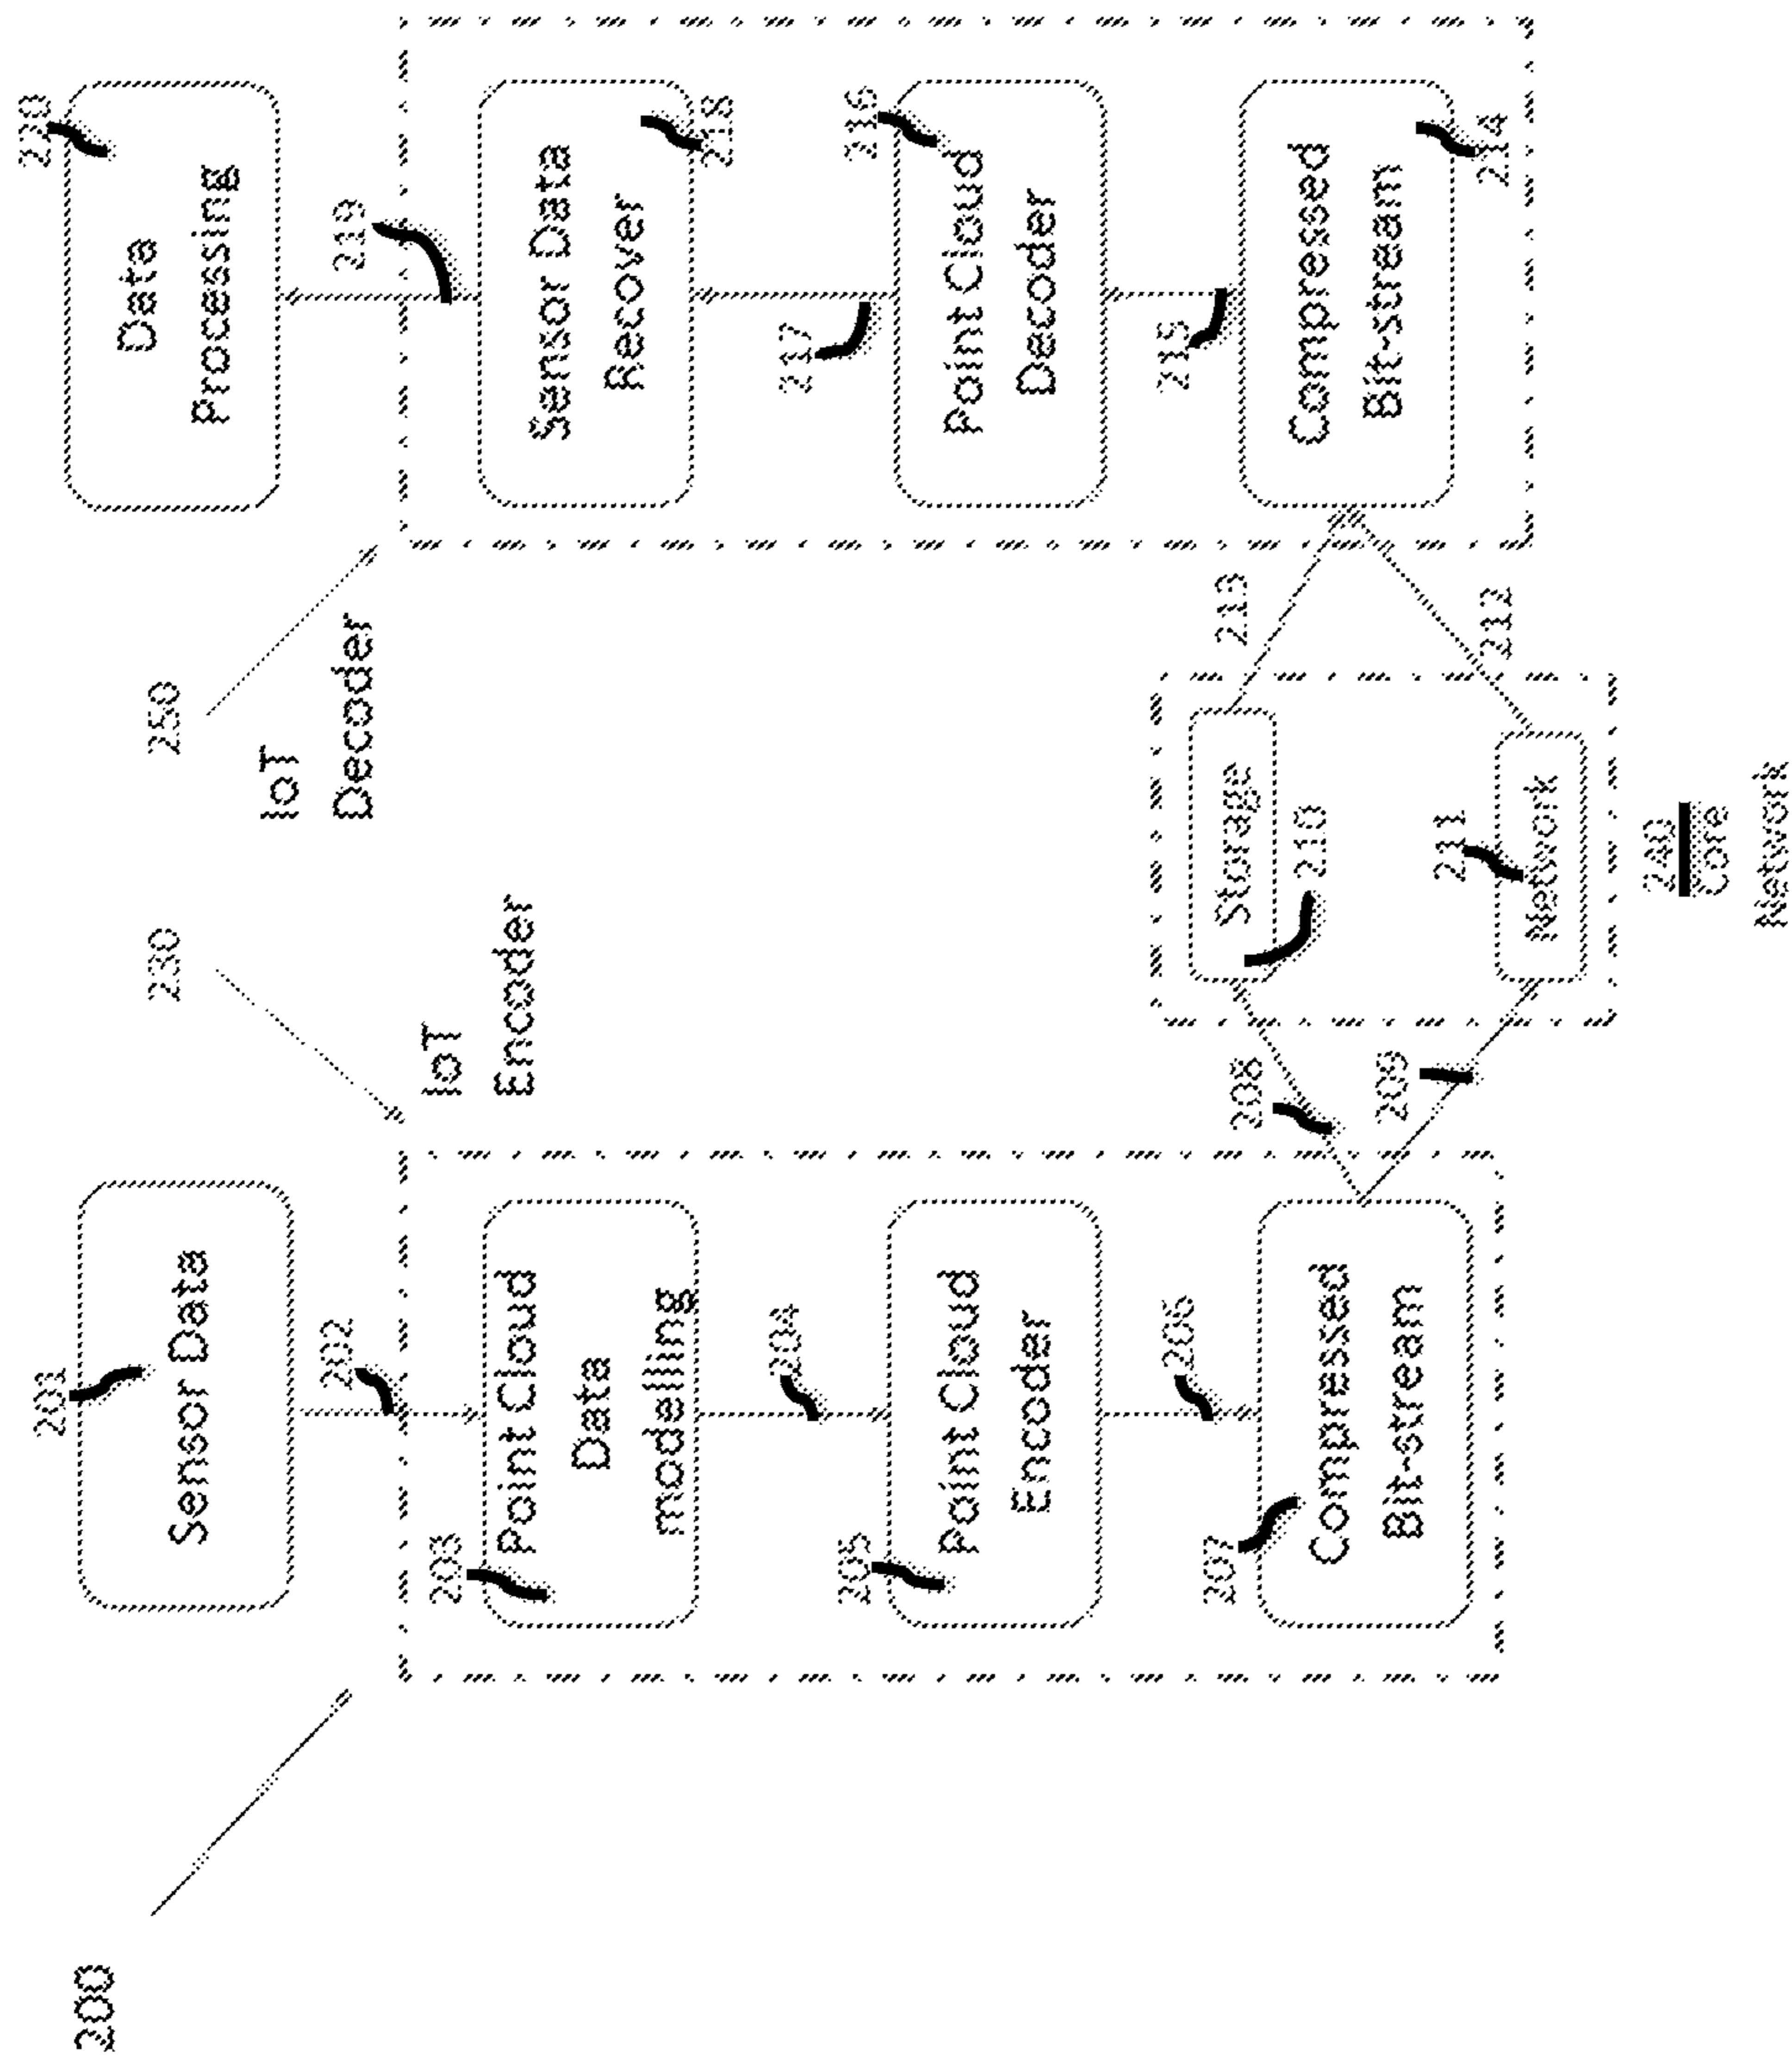 200
201
Sensor Data
202
203
Point Cloud
Data
modelling
204
205
Point Cloud
Encoder
206
207
Compressed
Bit-stream
230
IoT
Encoder
208
209
Storage
210
211
Network
240
Core
Network
250
IoT
Decoder
213
212
220
Data
Processing
219
Sensor Data
Recover
218
217
216
Point Cloud
Decoder
215
Compressed
Bit-stream
214